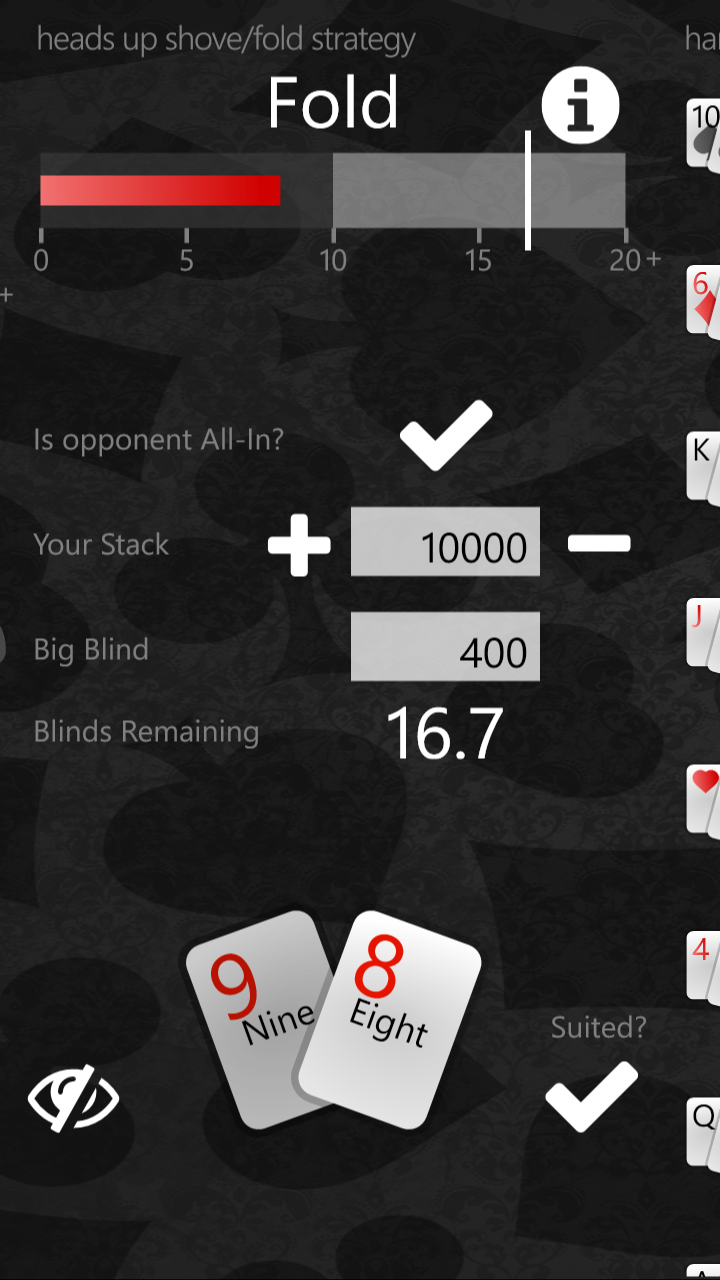 heads up shove/fold strategy
Fold
i
0 5 10 15 20+
+
Is opponent All-In?
Your Stack
10000
Big Blind
400
Blinds Remaining
16.7
9
Nine
8
Eight
Suited?
har
10
6
K
J
4
Q